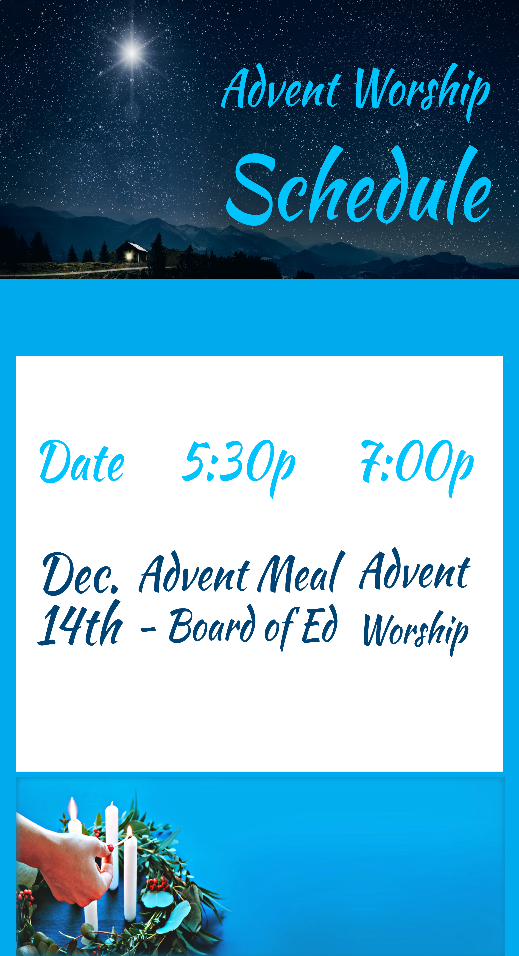 Advent Worship
Schedule
Date 5:30p 7:00p
Dec. Advent Meal Advent
14th - Board of Ed Worship